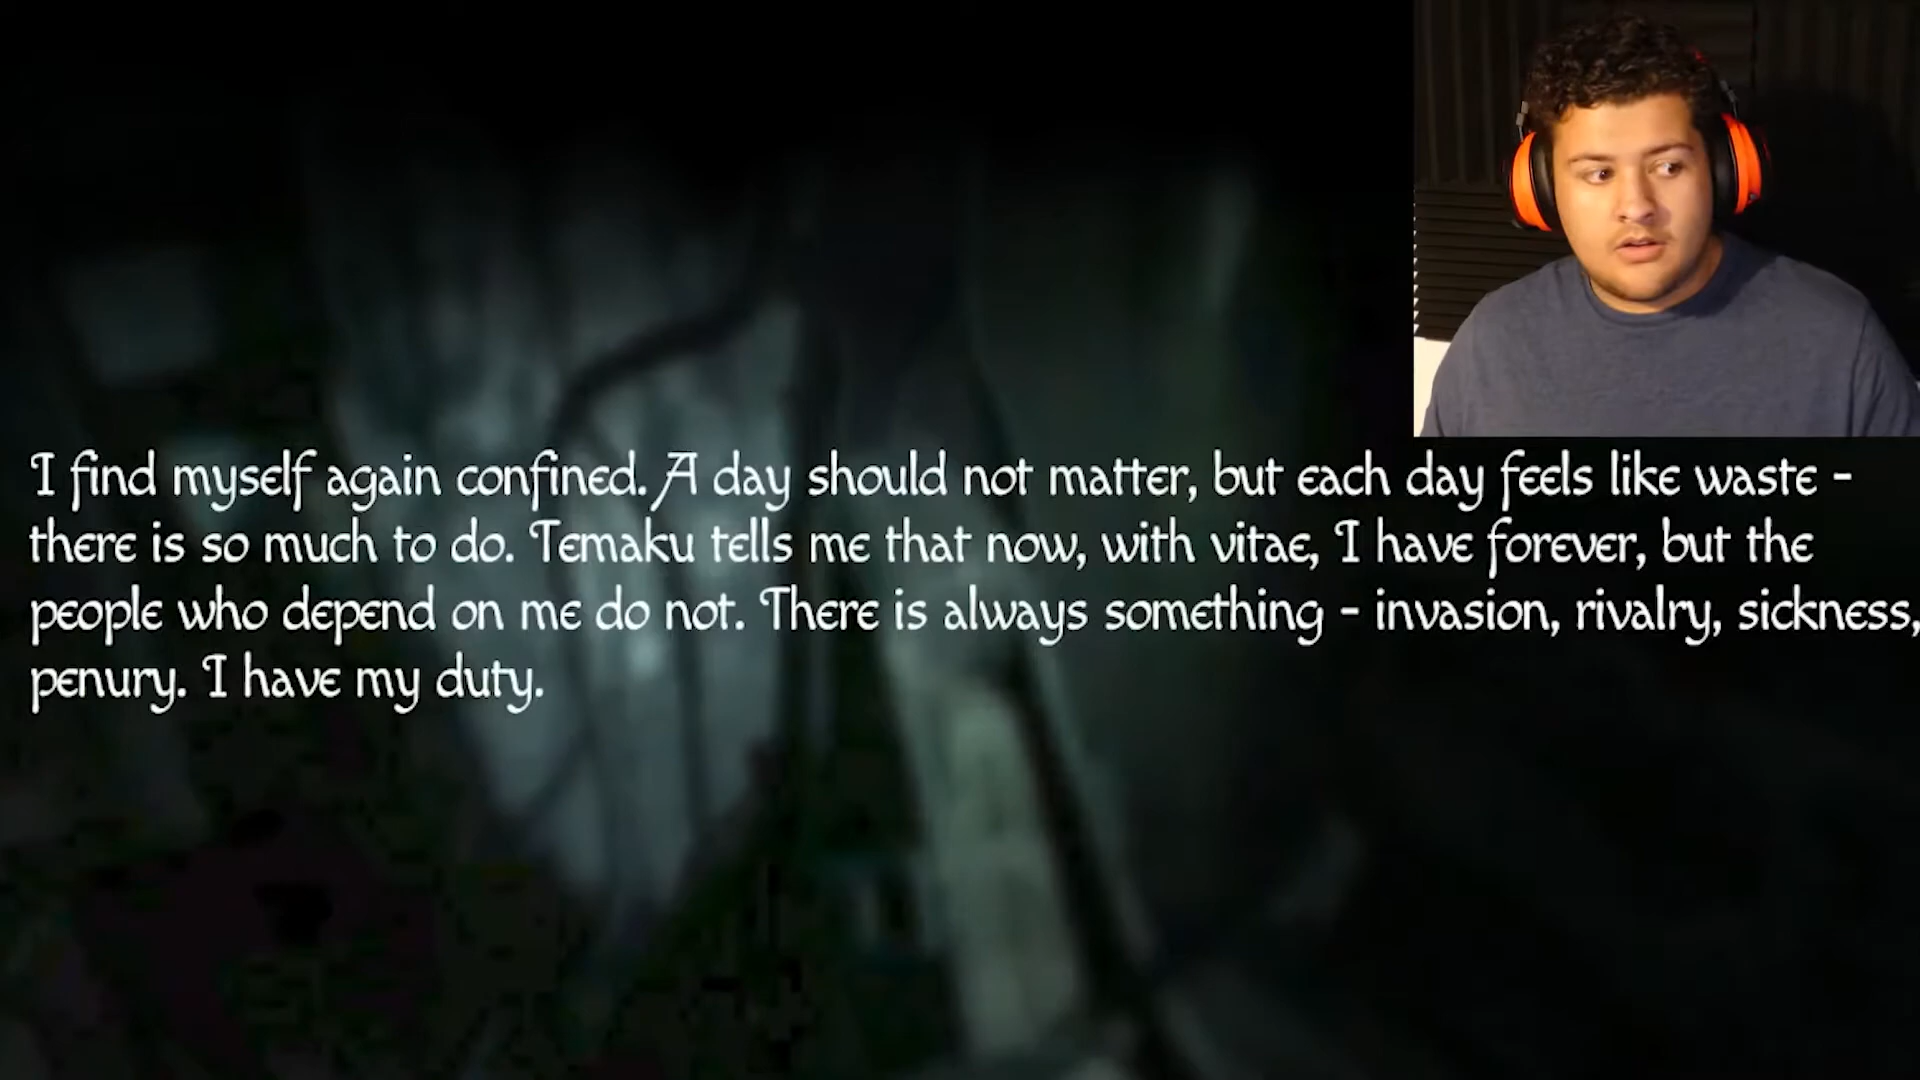 I find myself again confined. A day should not matter, but each day feels like waste -
there is so much to do. Temaku tells me that now, with vitae, I have forever, but the
people who depend on me do not. There is always something - invasion, rivalry, sickness,
penury. I have my duty.